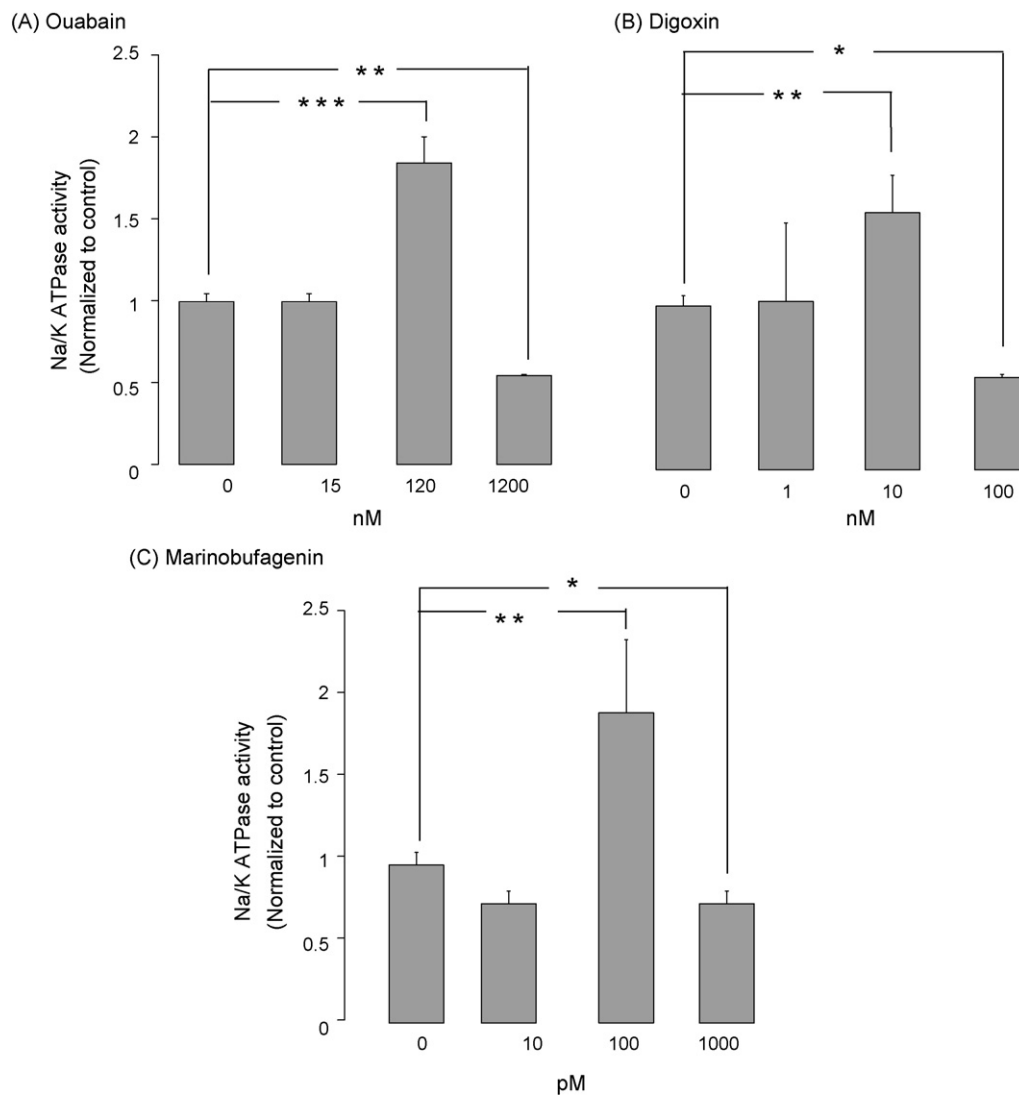 (A) Ouabain
2.5
2
1.5
1
0.5
0
Na/K ATPase activity
(Normalized to control)
**
***
0 15 120 1200
nM
(B) Digoxin
*
**
0 1 10 100
nM
(C) Marinobufagenin
2.5
2
1.5
1
0.5
0
Na/K ATPase activity
(Normalized to control)
*
**
0 10 100 1000
pM